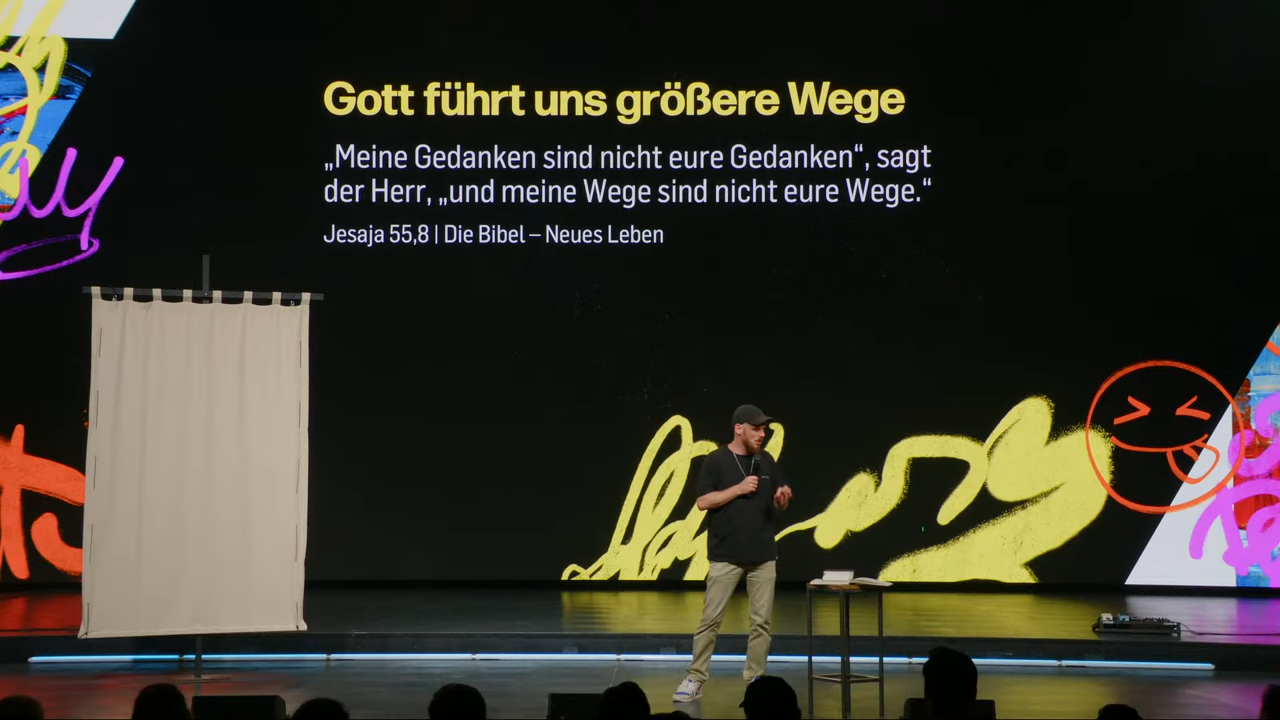 Gott führt uns größere Wege
„Meine Gedanken sind nicht eure Gedanken“, sagt
der Herr, „und meine Wege sind nicht eure Wege.“
Jesaja 55,8 | Die Bibel – Neues Leben